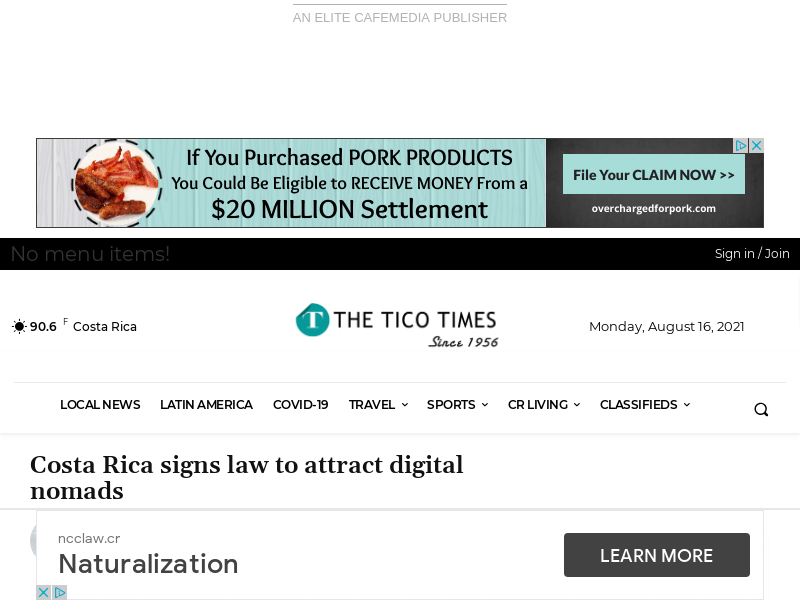 AN ELITE CAFEMEDIA PUBLISHER
If You Purchased PORK PRODUCTS
You Could Be Eligible to RECEIVE MONEY From a
$20 MILLION Settlement
File Your CLAIM NOW >>
overchargedforpork.com
No menu items!
Sign in / Join
90.6 F Costa Rica
T THE TICO TIMES
Since 1956
Monday, August 16, 2021
LOCAL NEWS LATIN AMERICA COVID-19 TRAVEL SPORTS CR LIVING CLASSIFIEDS
Costa Rica signs law to attract digital
nomads
ncclaw.cr
Naturalization
LEARN MORE